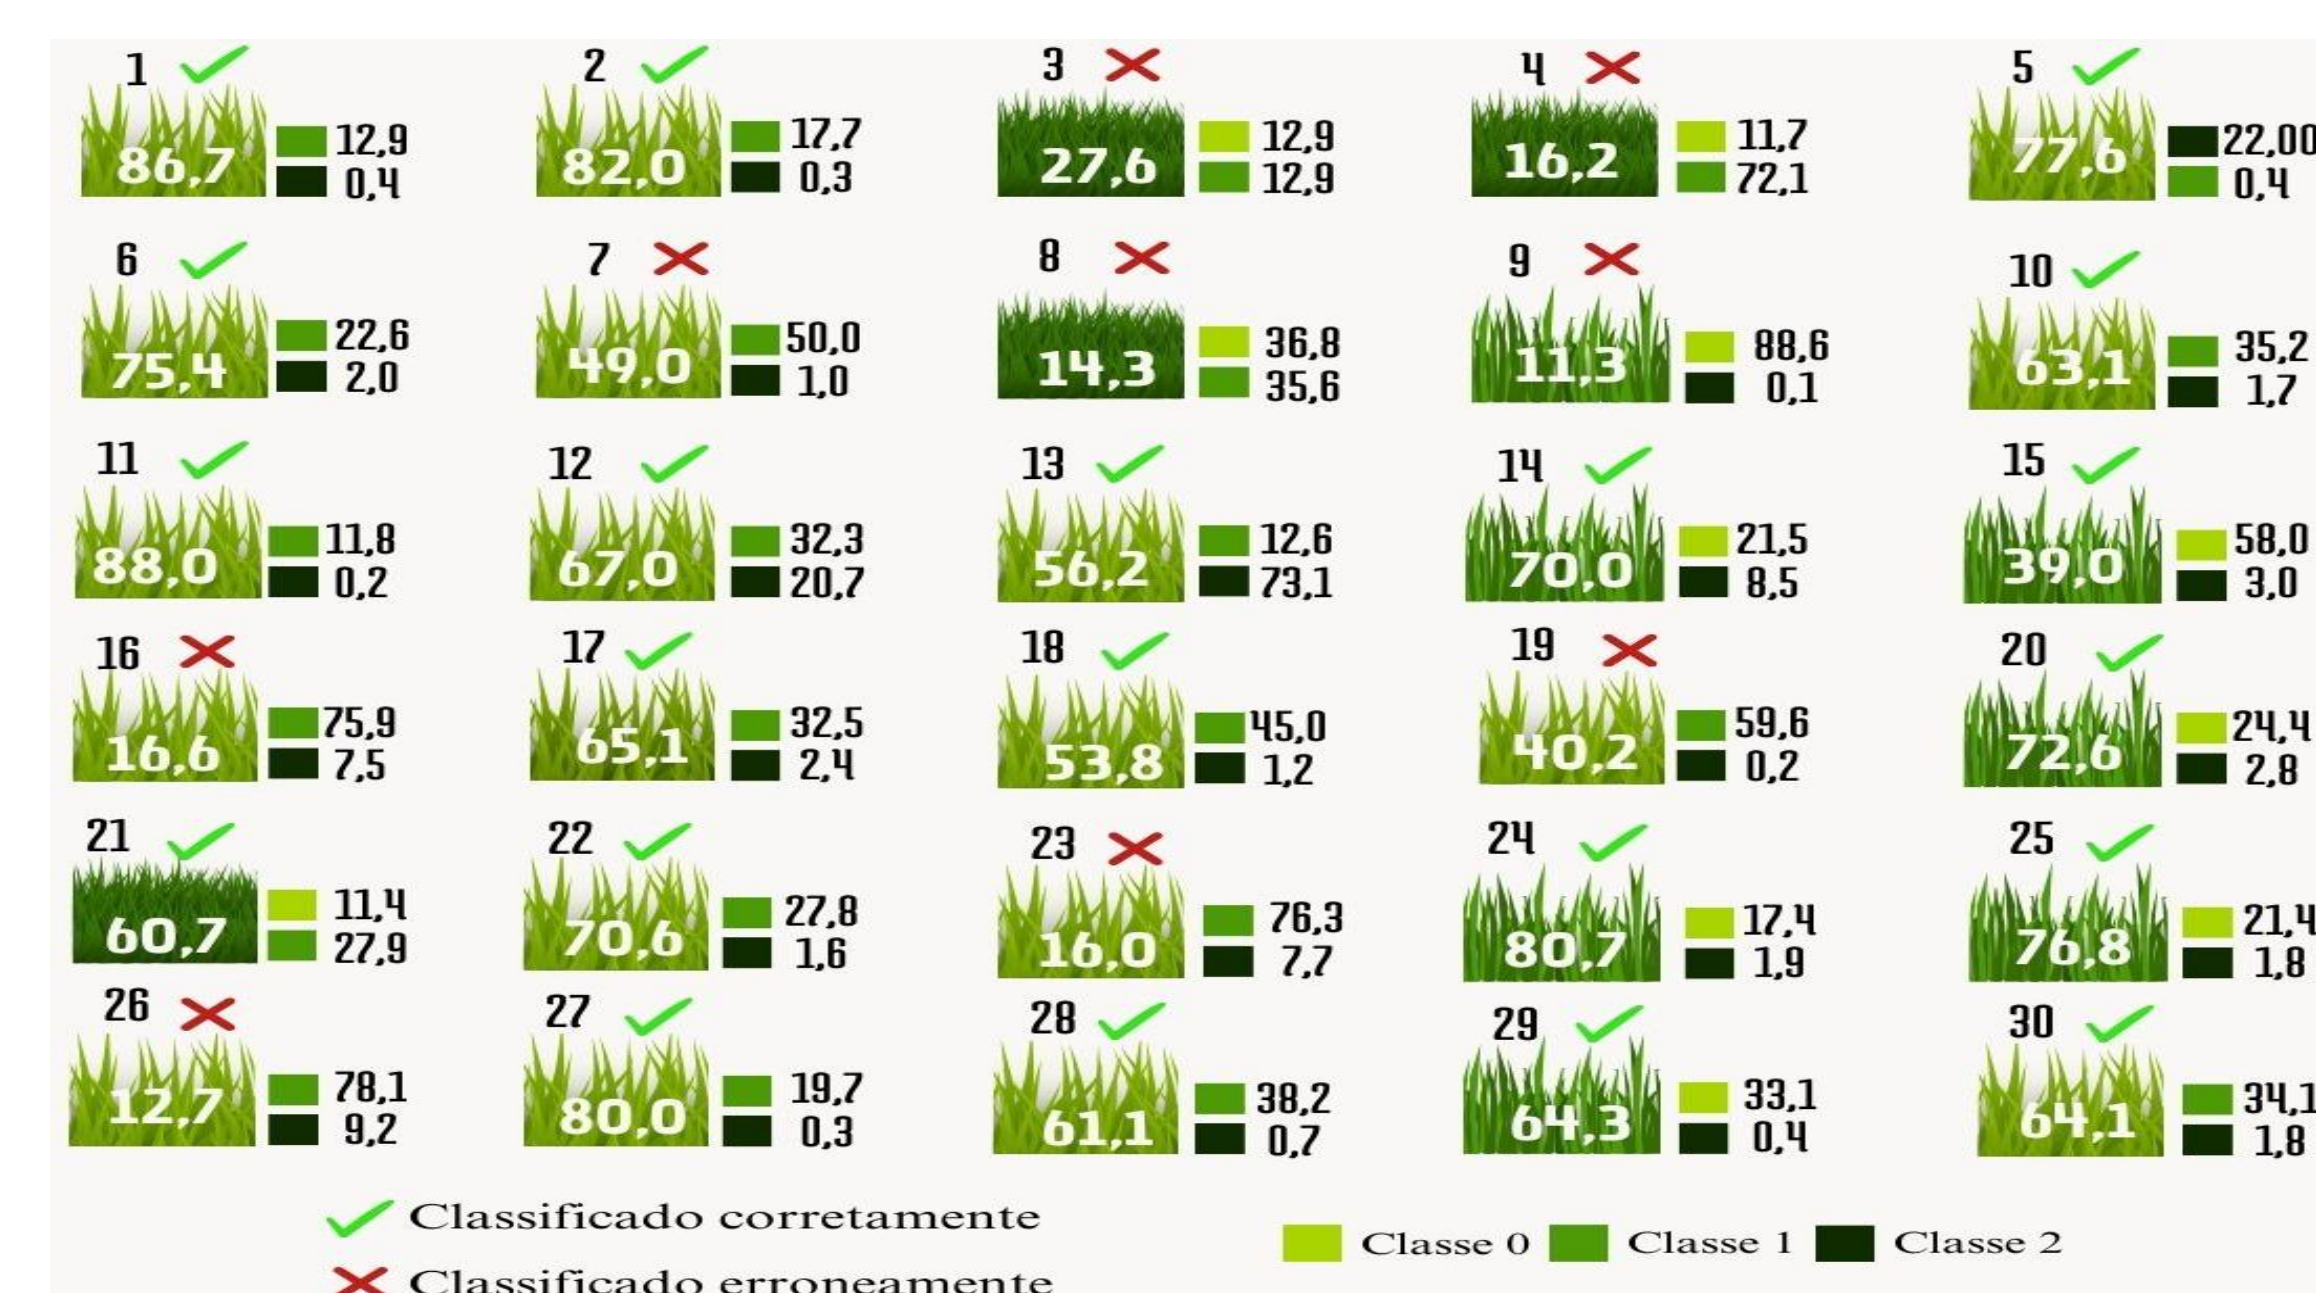 1 2 3 4 5
86,7 12,9 0,4
82,0 17,7 0,3
27,6 12,9 12,9
16,2 11,7 72,1
77,6 22,00 0,4
6 7 8 9 10
75,4 22,6 2,0
49,0 50,0 1,0
14,3 36,8 35,6
11,3 88,6 0,1
63,1 35,2 1,7
11 12 13 14 15
88,0 11,8 0,2
67,0 32,3 20,7
56,2 12,6 73,1
70,0 21,5 8,5
39,0 58,0 3,0
16 17 18 19 20
16,6 75,9 7,5
65,1 32,5 2,4
53,8 45,0 1,2
40,2 59,6 0,2
72,6 24,4 2,8
21 22 23 24 25
60,7 11,4 27,9
70,6 27,8 1,6
16,0 76,3 7,7
80,7 17,4 1,9
76,8 21,4 1,8
26 27 28 29 30
12,7 78,1 9,2
80,0 19,7 0,3
61,1 38,2 0,7
64,3 33,1 0,4
64,1 34,1 1,8
Classificado corretamente
Classe 0 Classe 1 Classe 2
Classificado erroneamente